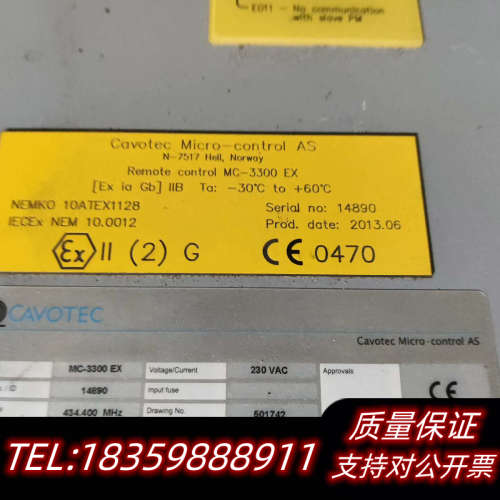 E011 - No communication
with slave PM
Cavotec Micro-control AS
N-7517 Hell, Norway
Remote control MC-3300 EX
[Ex ia Gb] IIB Ta: -30°C to +60°C
NEMKO 10ATEX1128 Serial no: 14890
IECEx NEM 10.0012 Prod. date: 2013.06
Ex II (2) G CE 0470
CAVOTEC
Cavotec Micro-control AS
MC-3300 EX Voltage/Current 230 VAC Approvals
/ ID 14890 Input fuse - CE
434.400 MHz Drawing No. 501742
TEL:18359888911
质量保证
支持对公开票